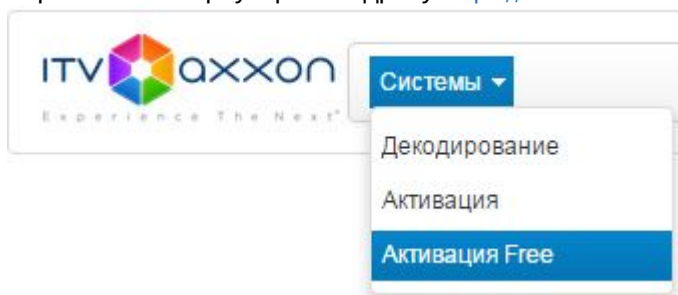 ITV axxon
Experience The Next
Системы
Декодирование
Активация
Активация Free